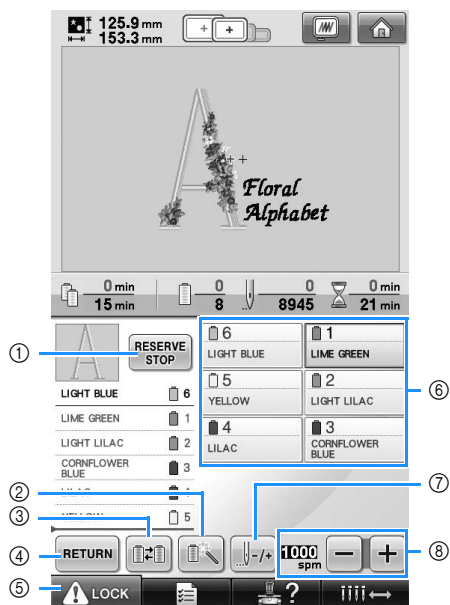 125.9 mm
153.3 mm
Floral
Alphabet
0 min
15 min
0
8
0
8945
0 min
21 min
①
RESERVE
STOP
LIGHT BLUE 6
LIME GREEN 1
LIGHT LILAC 2
CORNFLOWER
BLUE 3
YELLOW 5
6
LIGHT BLUE
1
LIME GREEN
5
YELLOW
2
LIGHT LILAC
4
LILAC
3
CORNFLOWER
BLUE
⑥
②
③
④
⑤
⑦
⑧
RETURN
-/+
1000
spm
− +
LOCK
?